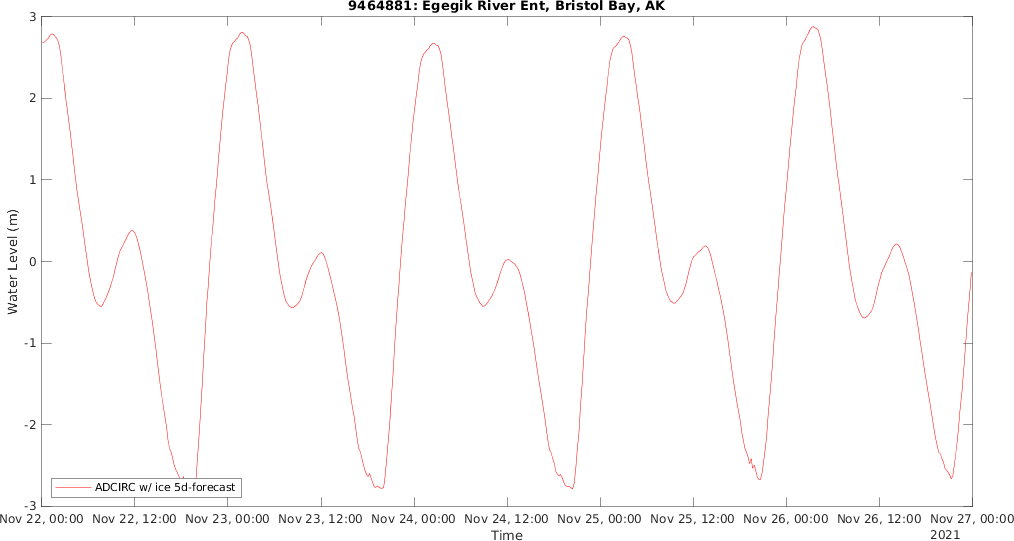 9464881: Egegik River Ent, Bristol Bay, AK
3
2
1
0
-1
-2
-3
Water Level (m)
ADCIRC w/ ice 5d-forecast
Nov 22, 00:00 Nov 22, 12:00 Nov 23, 00:00 Nov 23, 12:00 Nov 24, 00:00 Nov 24, 12:00 Nov 25, 00:00 Nov 25, 12:00 Nov 26, 00:00 Nov 26, 12:00 Nov 27, 00:00
Time
2021